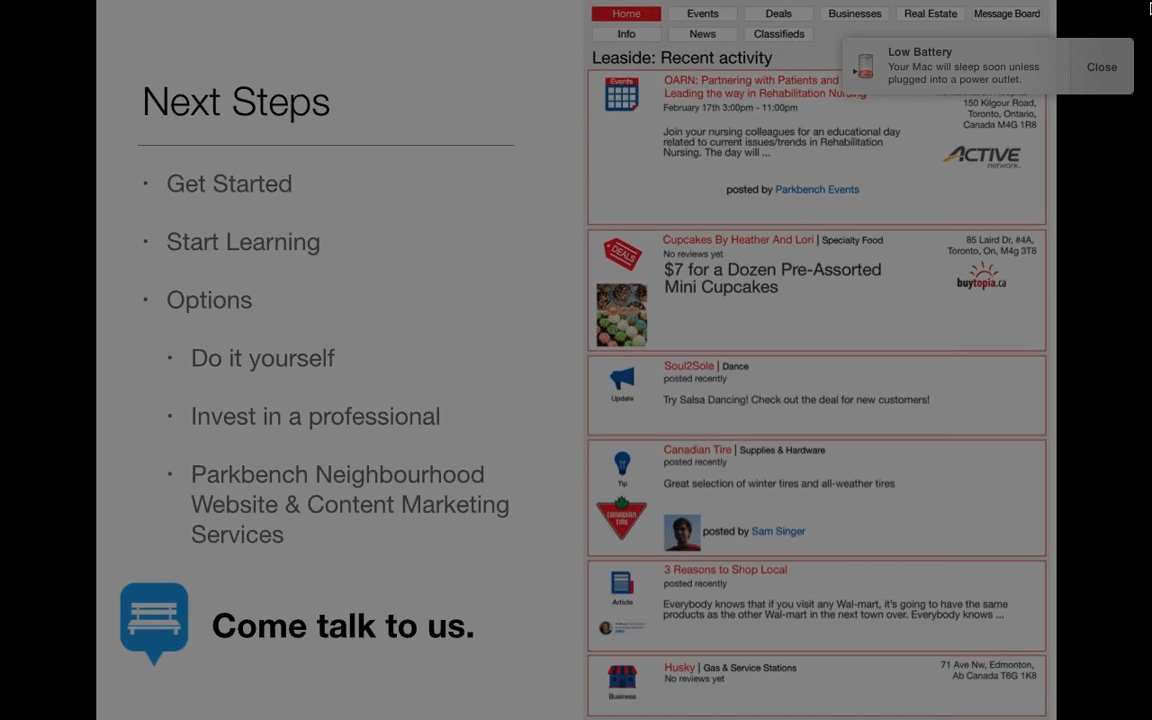 Next Steps
· Get Started
· Start Learning
· Options
· Do it yourself
· Invest in a professional
· Parkbench Neighbourhood
Website & Content Marketing
Services
Come talk to us.
Home Events Deals Businesses Real Estate Message Board
Info News Classifieds
Leaside: Recent activity
Low Battery
Your Mac will sleep soon unless
plugged into a power outlet.
Close
Events
OARN: Partnering with Patients and
Leading the way in Rehabilitation Nursing
February 17th 3:00pm - 11:00pm
150 Kilgour Road,
Toronto, Ontario,
Canada M4G 1R8
Join your nursing colleagues for an educational day
related to current issues/trends in Rehabilitation
Nursing. The day will ...
ACTIVE
network
posted by Parkbench Events
DEALS
Cupcakes By Heather And Lori | Specialty Food
No reviews yet
$7 for a Dozen Pre-Assorted
Mini Cupcakes
85 Laird Dr, #4A,
Toronto, On, M4g 3T8
buytopia.ca
Update
Soul2Sole | Dance
posted recently
Try Salsa Dancing! Check out the deal for new customers!
Tip
Canadian Tire | Supplies & Hardware
posted recently
Great selection of winter tires and all-weather tires
CANADIAN
TIRE
posted by Sam Singer
Article
3 Reasons to Shop Local
posted recently
Everybody knows that if you visit any Wal-mart, it's going to have the same
products as the other Wal-mart in the next town over. Everybody knows ...
Business
Husky | Gas & Service Stations
No reviews yet
71 Ave Nw, Edmonton,
Ab Canada T6G 1K8